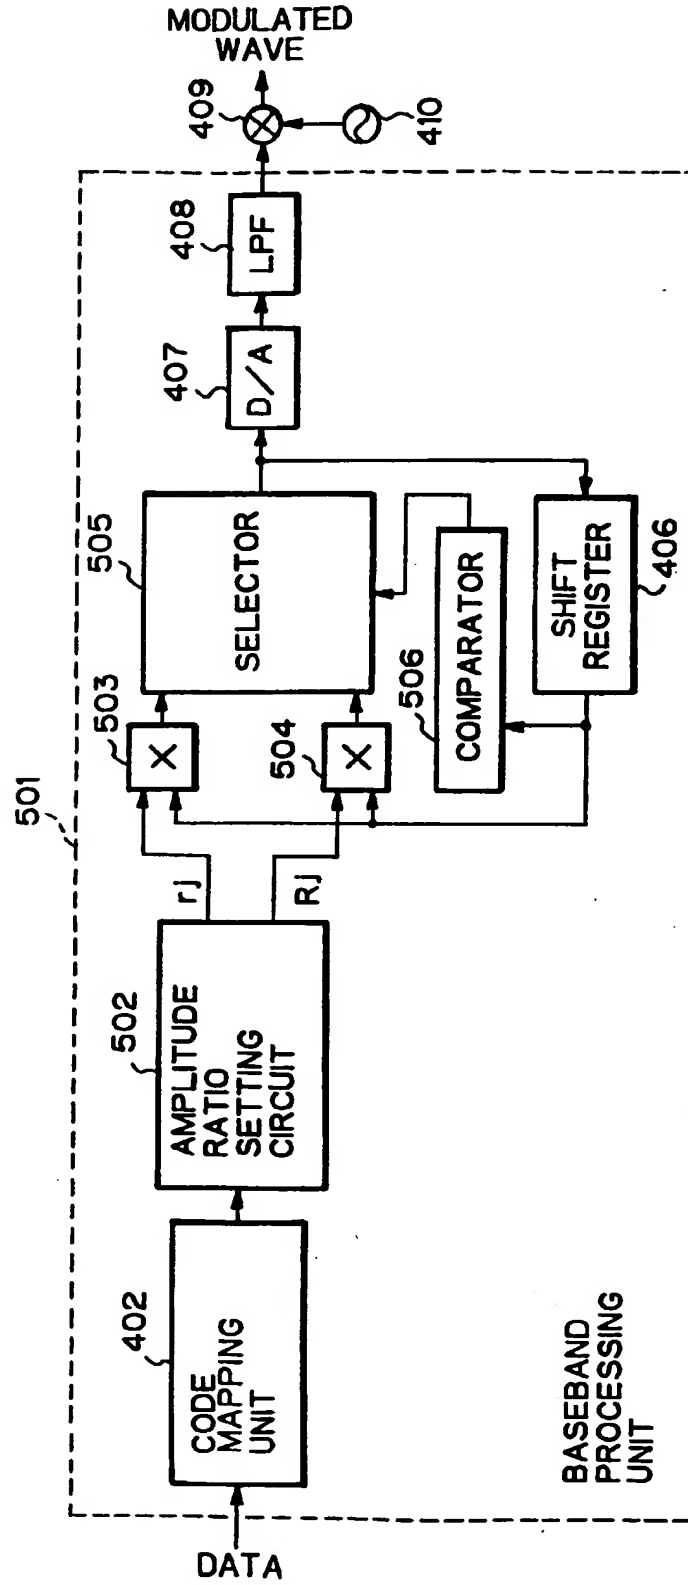 501
DATA
402
CODE
MAPPING
UNIT
502
AMPLITUDE
RATIO
SETTING
CIRCUIT
rj
Rj
503
X
504
X
505
SELECTOR
506
COMPARATOR
SHIFT
REGISTER
406
407
D/A
408
LPF
409
410
MODULATED
WAVE
BASEBAND
PROCESSING
UNIT